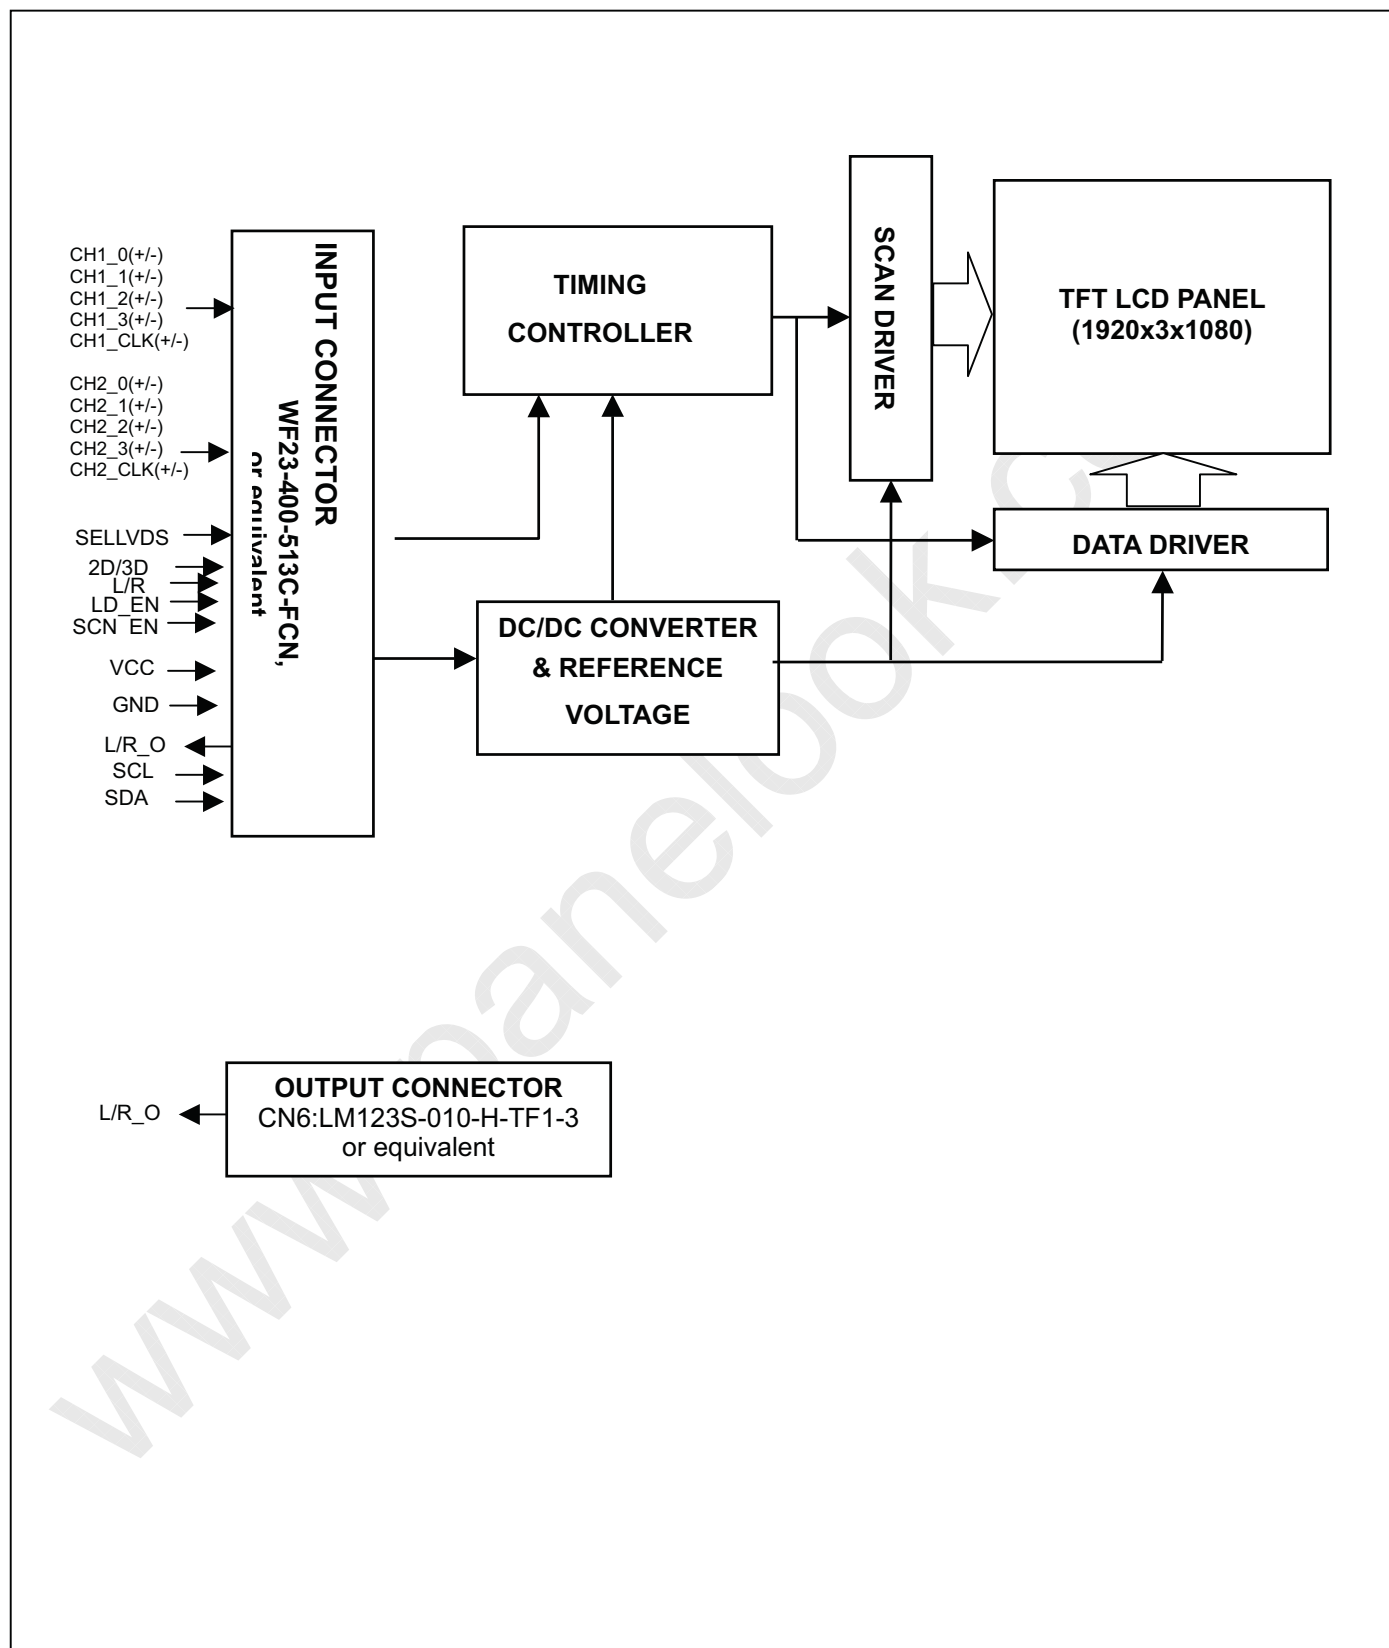 CH1_0(+/-)
CH1_1(+/-)
CH1_2(+/-)
CH1_3(+/-)
CH1_CLK(+/-)
CH2_0(+/-)
CH2_1(+/-)
CH2_2(+/-)
CH2_3(+/-)
CH2_CLK(+/-)
SELLVDS
2D/3D
L/R
LD_EN
SCN_EN
VCC
GND
L/R_O
SCL
SDA
INPUT CONNECTOR
WF23-400-513C-FCN,
or equivalent
TIMING
CONTROLLER
DC/DC CONVERTER
& REFERENCE
VOLTAGE
SCAN DRIVER
TFT LCD PANEL
(1920x3x1080)
DATA DRIVER
L/R_O
OUTPUT CONNECTOR
CN6:LM123S-010-H-TF1-3
or equivalent